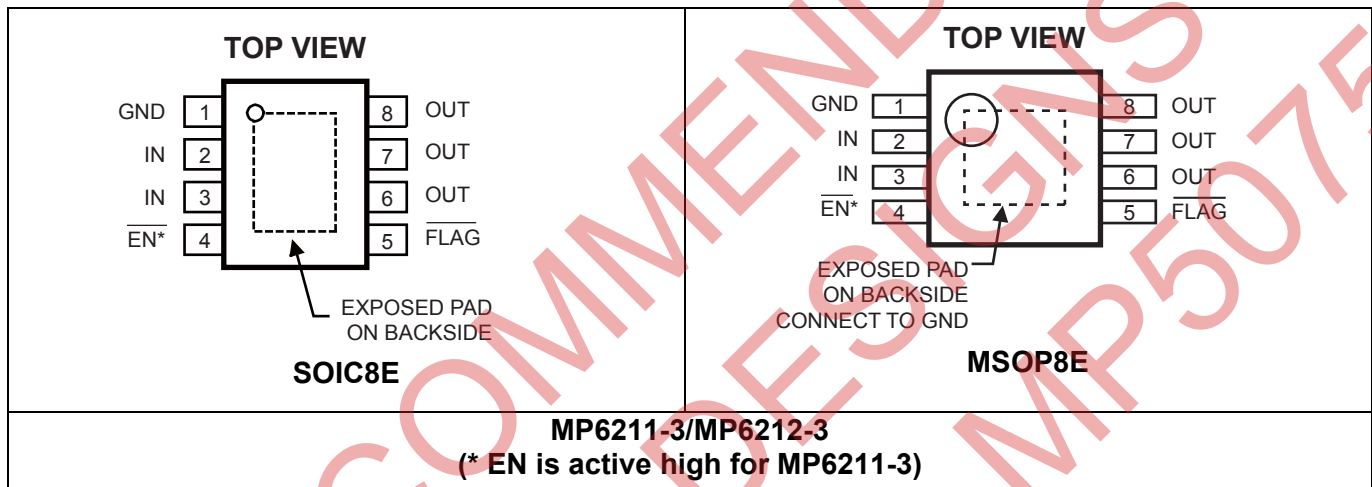 TOP VIEW
GND 1 8 OUT
IN 2 7 OUT
IN 3 6 OUT
EN* 4 5 FLAG
EXPOSED PAD
ON BACKSIDE
SOIC8E
TOP VIEW
GND 1 8 OUT
IN 2 7 OUT
IN 3 6 OUT
EN* 4 5 FLAG
EXPOSED PAD
ON BACKSIDE
CONNECT TO GND
MSOP8E
MP6211-3/MP6212-3
(* EN is active high for MP6211-3)
COMMEND
DESIGNS
MP5075